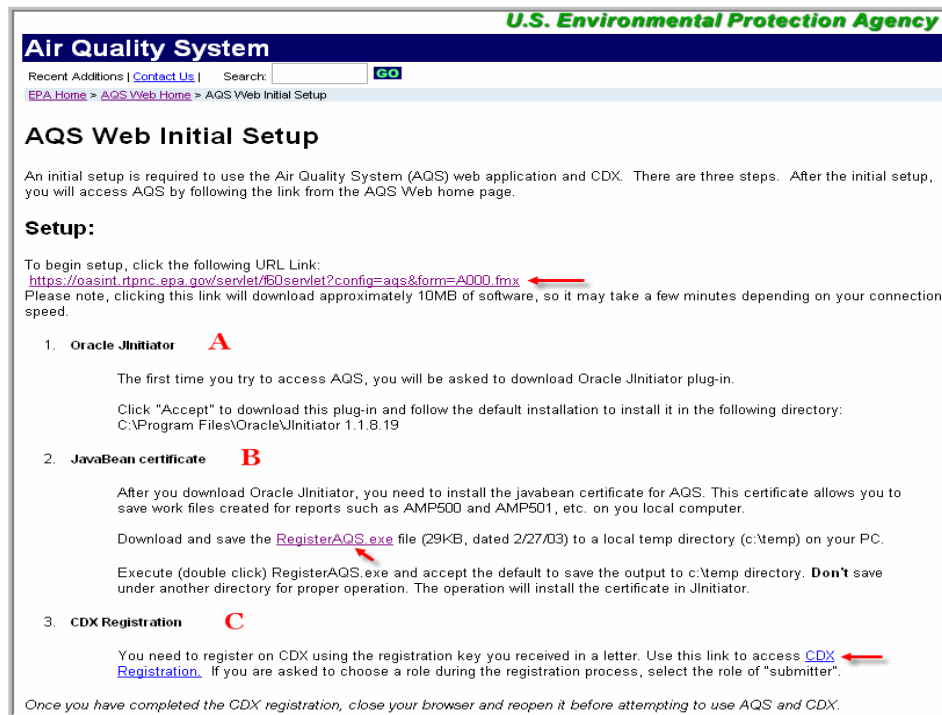 U.S. Environmental Protection Agency
Air Quality System
Recent Additions | Contact Us | Search: GO
EPA Home > AQS Web Home > AQS Web Initial Setup
AQS Web Initial Setup
An initial setup is required to use the Air Quality System (AQS) web application and CDX. There are three steps. After the initial setup,
you will access AQS by following the link from the AQS Web home page.
Setup:
To begin setup, click the following URL Link:
https://oasint.rtpnc.epa.gov/servlet/f60servlet?config=aqs&form=A000.fmx
Please note, clicking this link will download approximately 10MB of software, so it may take a few minutes depending on your connection
speed.
1. Oracle JInitiator A
The first time you try to access AQS, you will be asked to download Oracle JInitiator plug-in.
Click "Accept" to download this plug-in and follow the default installation to install it in the following directory:
C:\Program Files\Oracle\JInitiator 1.1.8.19
2. JavaBean certificate B
After you download Oracle JInitiator, you need to install the javabean certificate for AQS. This certificate allows you to
save work files created for reports such as AMP500 and AMP501, etc. on you local computer.
Download and save the RegisterAQS.exe file (29KB, dated 2/27/03) to a local temp directory (c:\temp) on your PC.
Execute (double click) RegisterAQS.exe and accept the default to save the output to c:\temp directory. Don't save
under another directory for proper operation. The operation will install the certificate in JInitiator.
3. CDX Registration C
You need to register on CDX using the registration key you received in a letter. Use this link to access CDX
Registration. If you are asked to choose a role during the registration process, select the role of "submitter".
Once you have completed the CDX registration, close your browser and reopen it before attempting to use AQS and CDX.